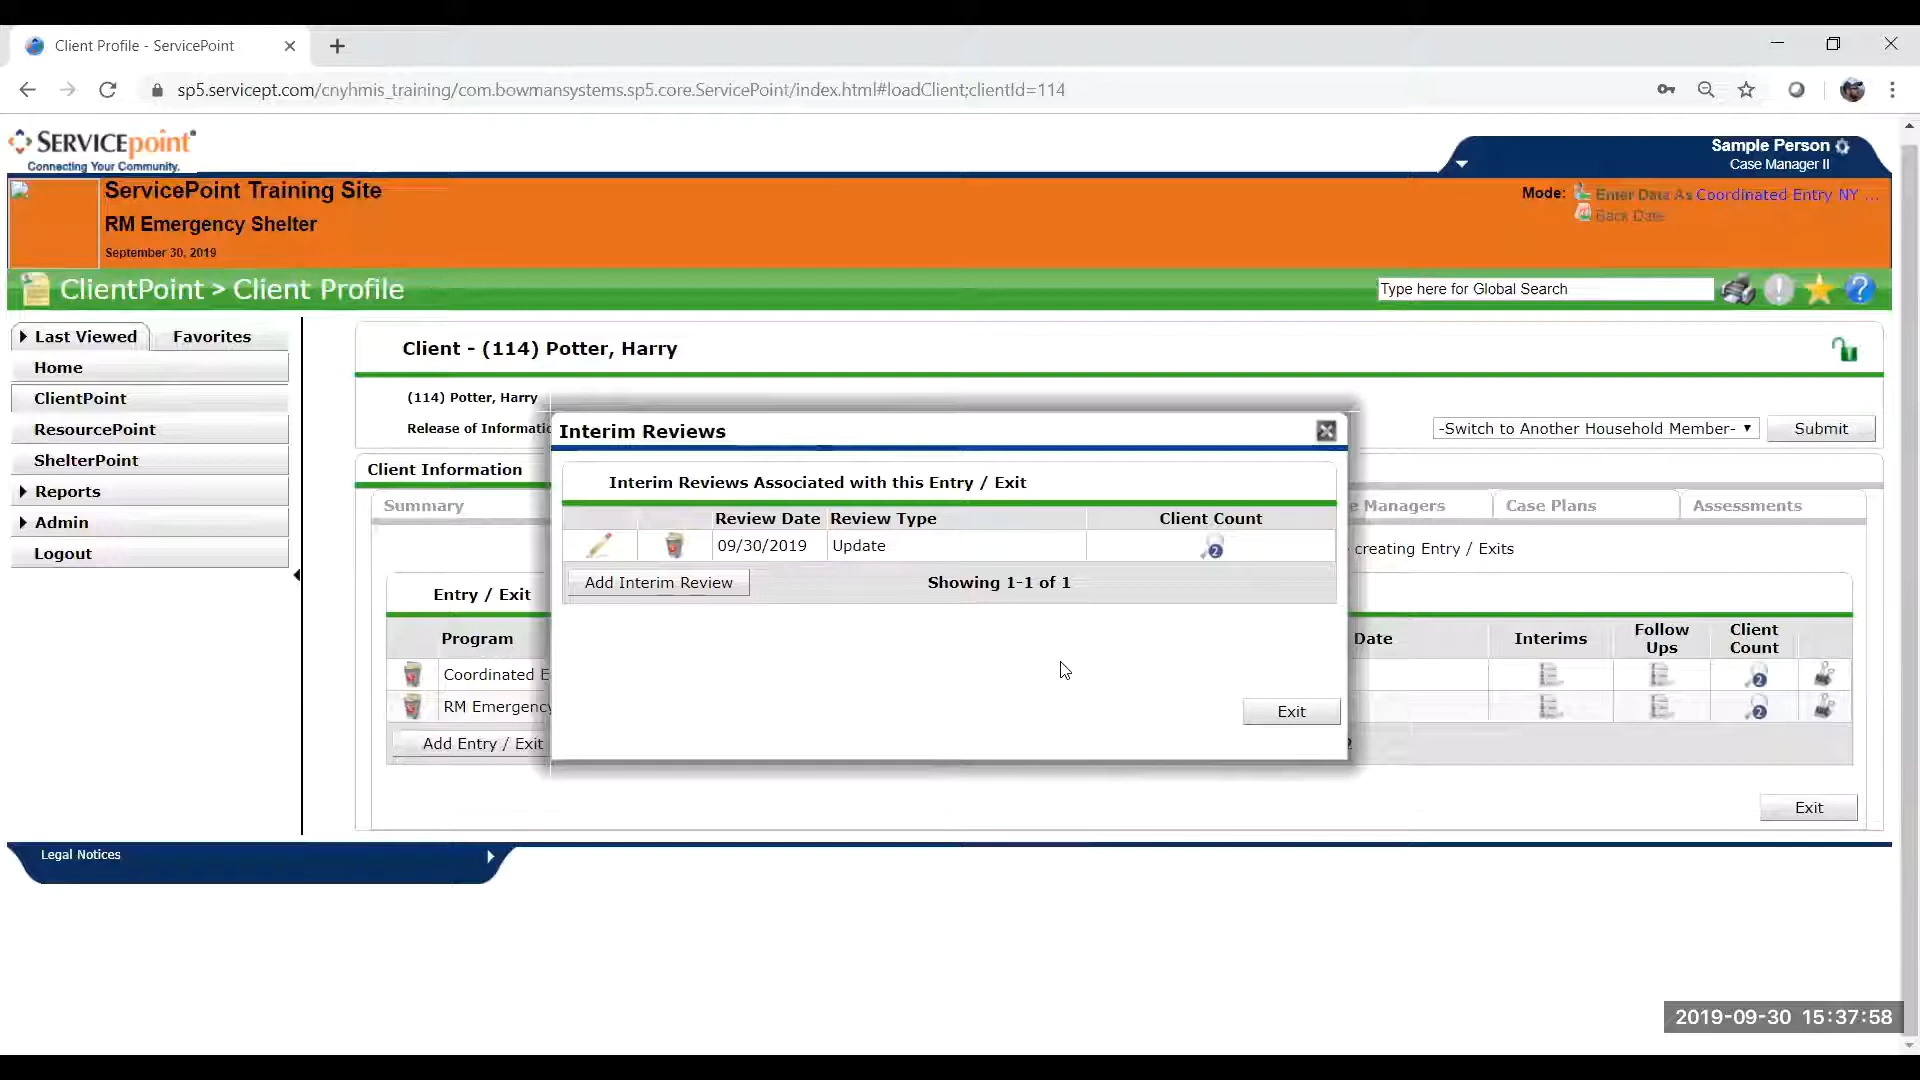 Client Profile - ServicePoint
sp5.servicept.com/cnyhmis_training/com.bowmansystems.sp5.core.ServicePoint/index.html#loadClient;clientId=114
SERVICEpoint
Connecting Your Community.
Sample Person
Case Manager II
ServicePoint Training Site
RM Emergency Shelter
September 30, 2019
Mode: Enter Data As Coordinated Entry NY ...
Back Date
ClientPoint > Client Profile
Type here for Global Search
Last Viewed Favorites
Home
ClientPoint
ResourcePoint
ShelterPoint
Reports
Admin
Logout
Client - (114) Potter, Harry
(114) Potter, Harry
Release of Informatio
-Switch to Another Household Member- Submit
Client Information
Summary
e Managers Case Plans Assessments
creating Entry / Exits
Interim Reviews
Interim Reviews Associated with this Entry / Exit
Review Date Review Type Client Count
09/30/2019 Update 2
Add Interim Review Showing 1-1 of 1
Exit
Entry / Exit
Program Date Interims Follow Ups Client Count
Coordinated E 2
RM Emergency 2
Add Entry / Exit 2
Exit
Legal Notices
2019-09-30 15:37:58